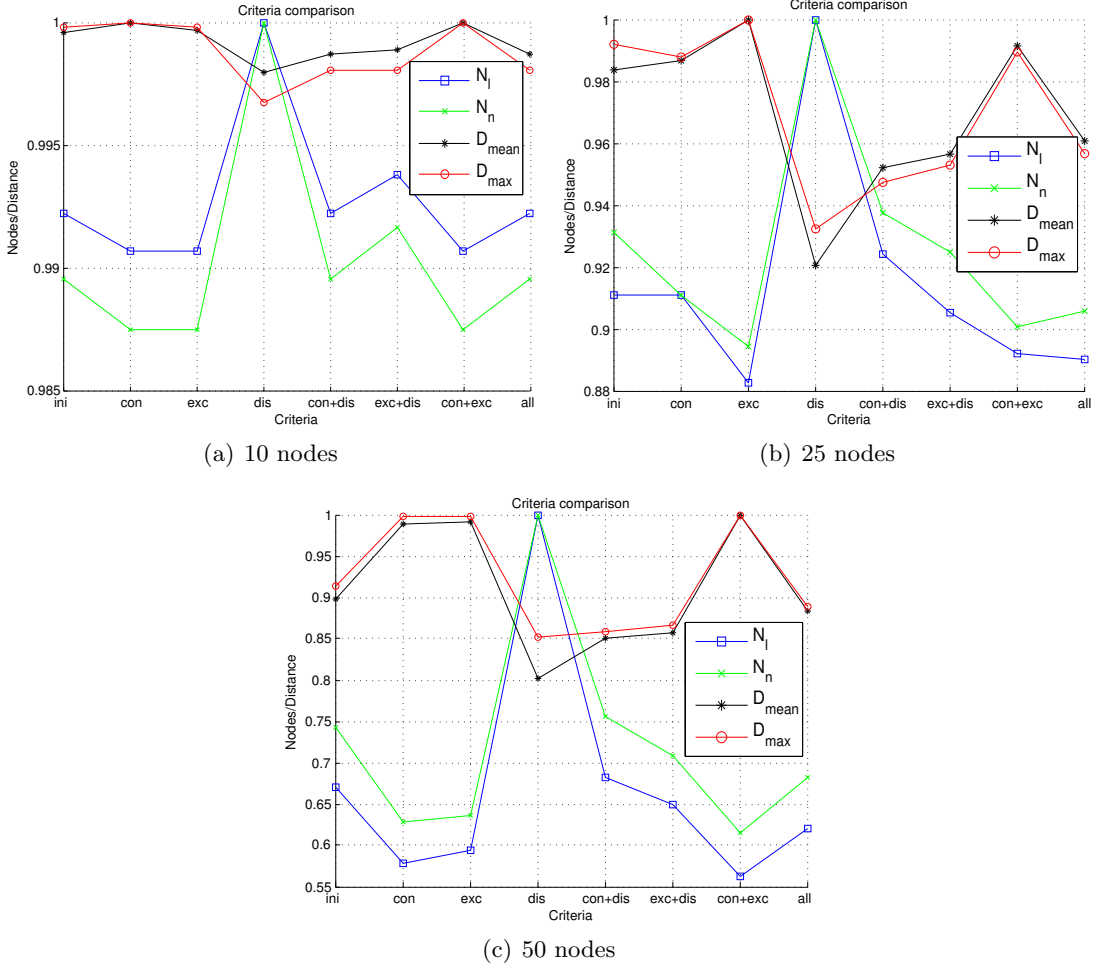 Criteria comparison
1
0.995
0.99
0.985
Nodes/Distance
N_l
N_n
D_mean
D_max
ini con exc dis con+dis exc+dis con+exc all
Criteria
(a) 10 nodes
Criteria comparison
1
0.98
0.96
0.94
0.92
0.9
0.88
Nodes/Distance
N_l
N_n
D_mean
D_max
ini con exc dis con+dis exc+dis con+exc all
Criteria
(b) 25 nodes
Criteria comparison
1
0.95
0.9
0.85
0.8
0.75
0.7
0.65
0.6
0.55
Nodes/Distance
N_l
N_n
D_mean
D_max
ini con exc dis con+dis exc+dis con+exc all
Criteria
(c) 50 nodes